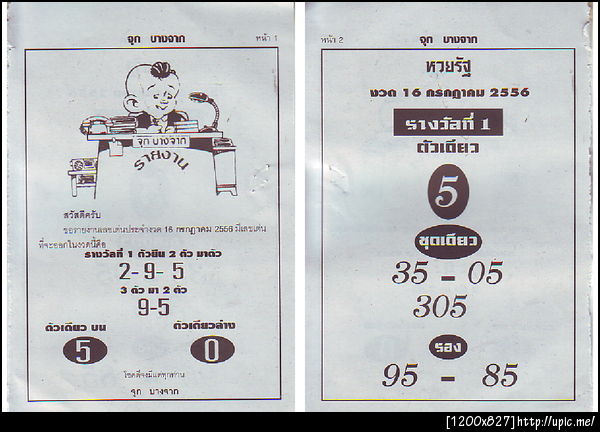 จุก บางจาก
หน้า 1
จุก บางจาก
รายงาน
สวัสดีครับ
ขอรายงานเลขเด่นประจำงวด 16 กรกฎาคม 2556 มีเลขเด่น
ที่จะออกในงวดนี้คือ
รางวัลที่ 1 ตัวยืน 2 ตัว มาตัว
2-9-5
3 ตัว มา 2 ตัว
9-5
ตัวเดียว บน
ตัวเดียวล่าง
5
0
โชคดีจงมีแด่ทุกท่าน
จุก บางจาก
หน้า 2
จุก บางจาก
หวยรัฐ
งวด 16 กรกฎาคม 2556
รางวัลที่ 1
ตัวเดียว
5
ชุดเดียว
35 - 05
305
รอง
95 - 85
[1200x827]http://upic.me/